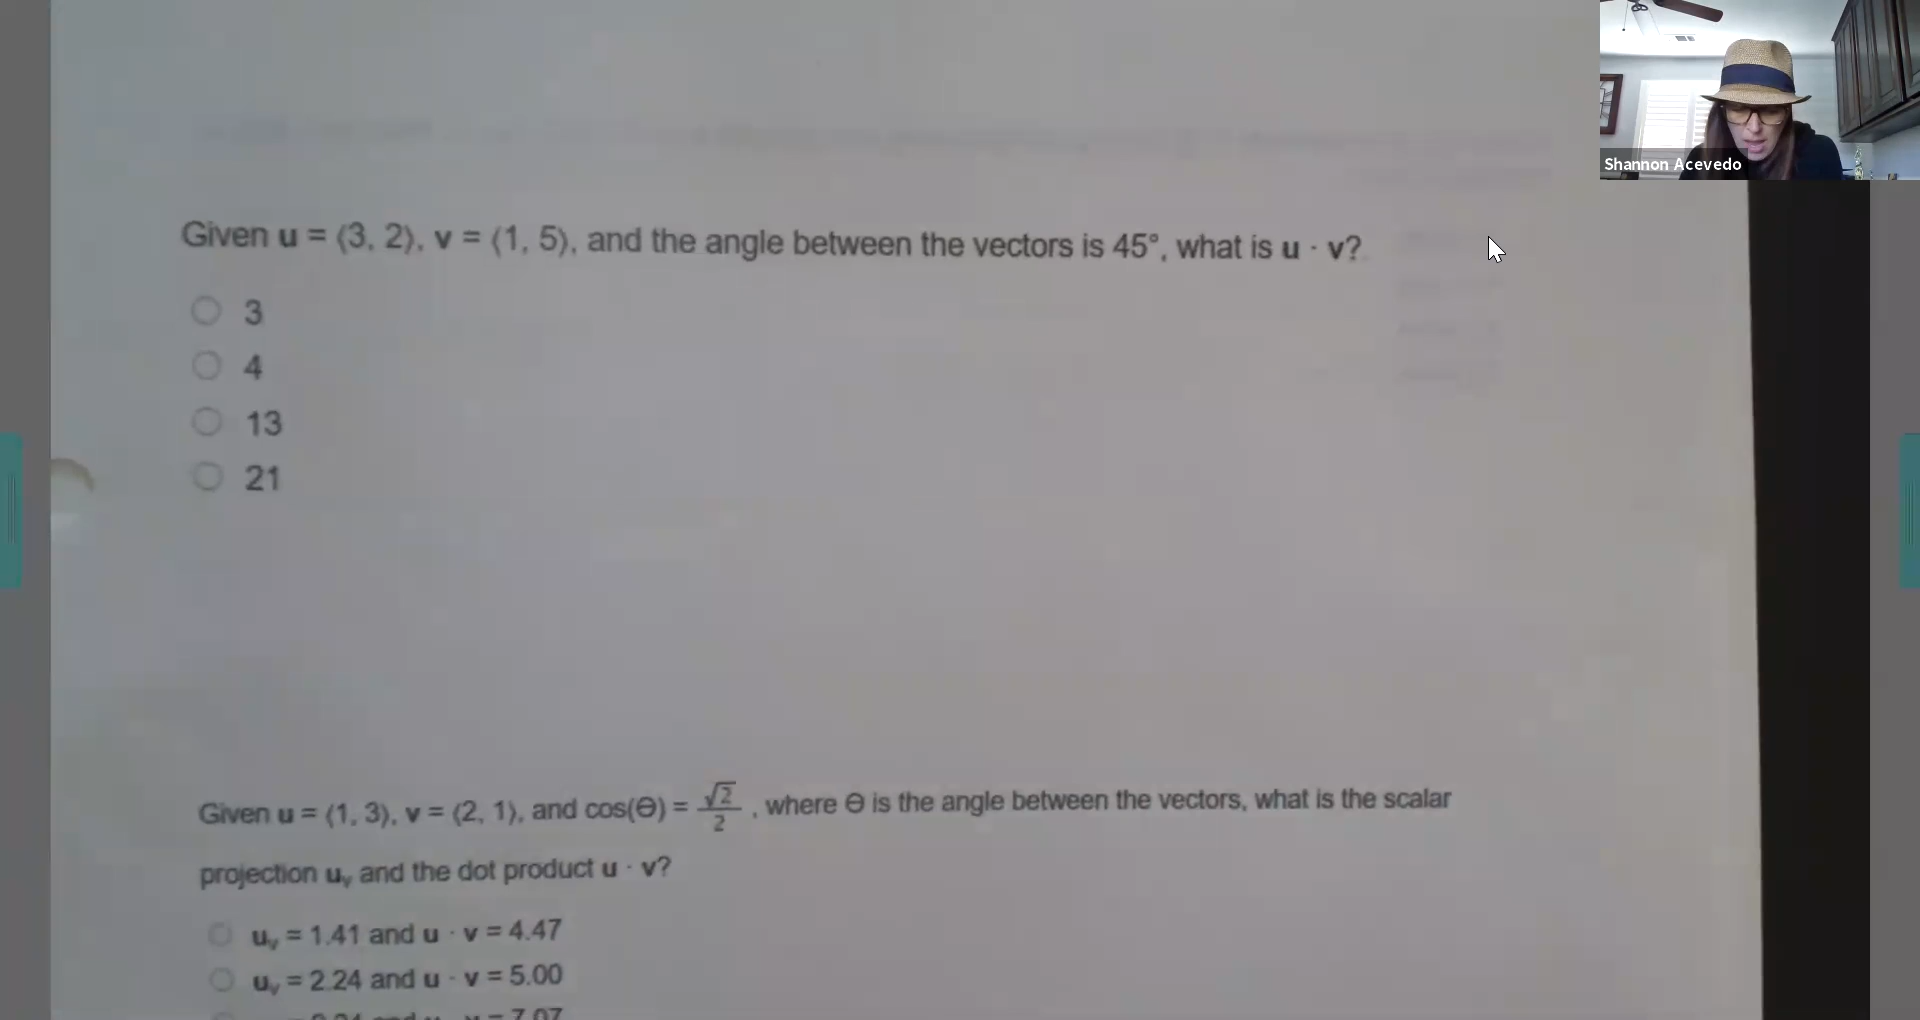 Shannon Acevedo
Given u = ⟨3, 2⟩, v = ⟨1, 5⟩, and the angle between the vectors is 45°, what is u · v?
3
4
13
21
Given u = ⟨1, 3⟩, v = ⟨2, 1⟩, and cos(Θ) = √2/2, where Θ is the angle between the vectors, what is the scalar
projection uᵥ and the dot product u · v?
uᵥ = 1.41 and u · v = 4.47
uᵥ = 2.24 and u · v = 5.00
= 7.07